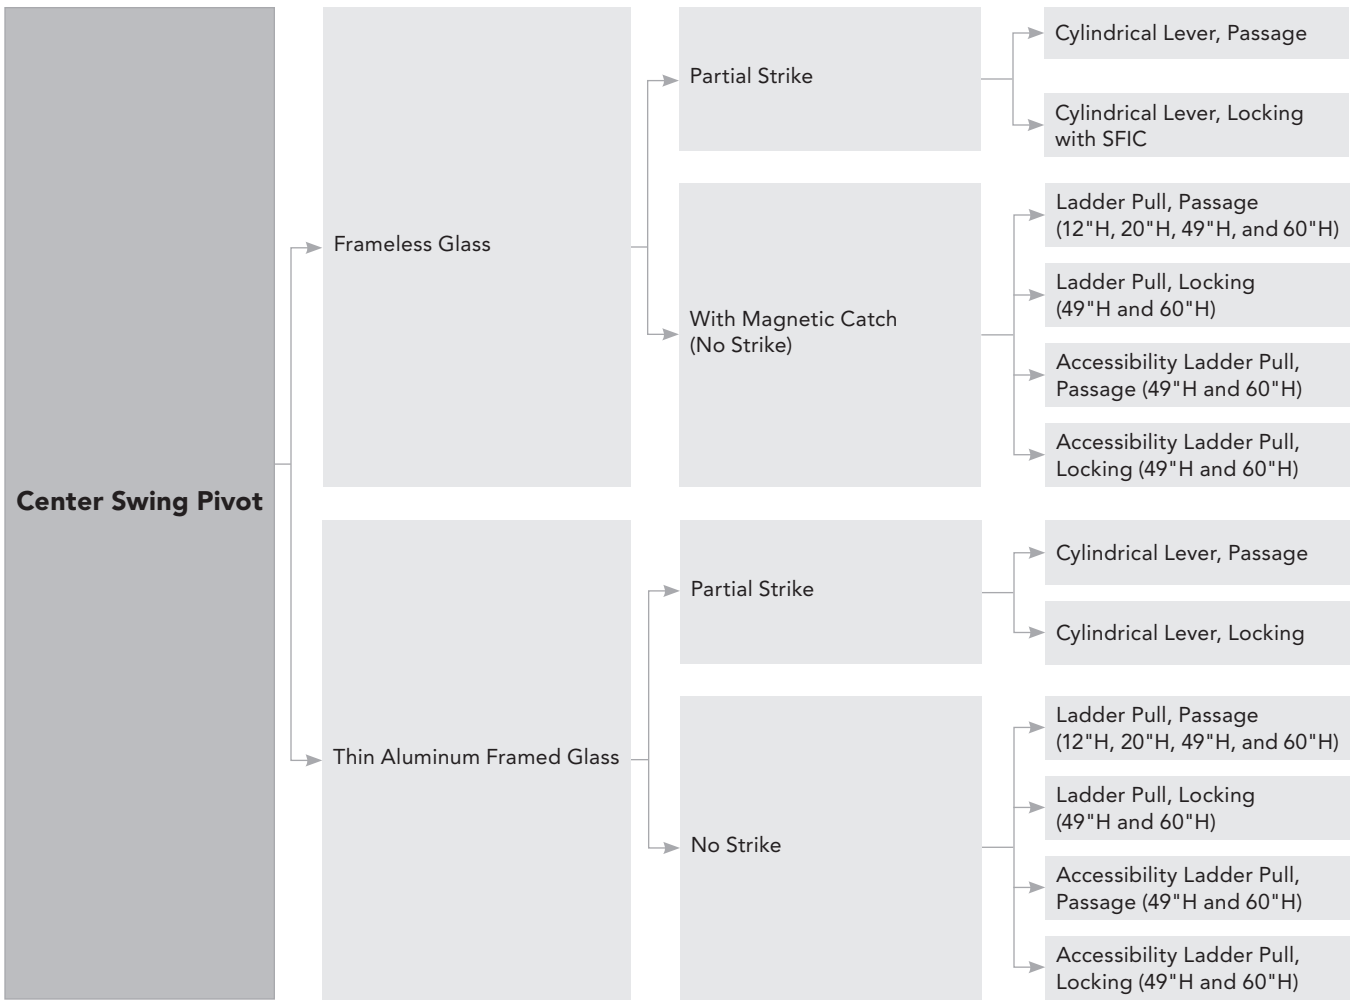 Center Swing Pivot
Frameless Glass
Partial Strike
Cylindrical Lever, Passage
Cylindrical Lever, Locking
with SFIC
With Magnetic Catch
(No Strike)
Ladder Pull, Passage
(12"H, 20"H, 49"H, and 60"H)
Ladder Pull, Locking
(49"H and 60"H)
Accessibility Ladder Pull,
Passage (49"H and 60"H)
Accessibility Ladder Pull,
Locking (49"H and 60"H)
Thin Aluminum Framed Glass
Partial Strike
Cylindrical Lever, Passage
Cylindrical Lever, Locking
No Strike
Ladder Pull, Passage
(12"H, 20"H, 49"H, and 60"H)
Ladder Pull, Locking
(49"H and 60"H)
Accessibility Ladder Pull,
Passage (49"H and 60"H)
Accessibility Ladder Pull,
Locking (49"H and 60"H)